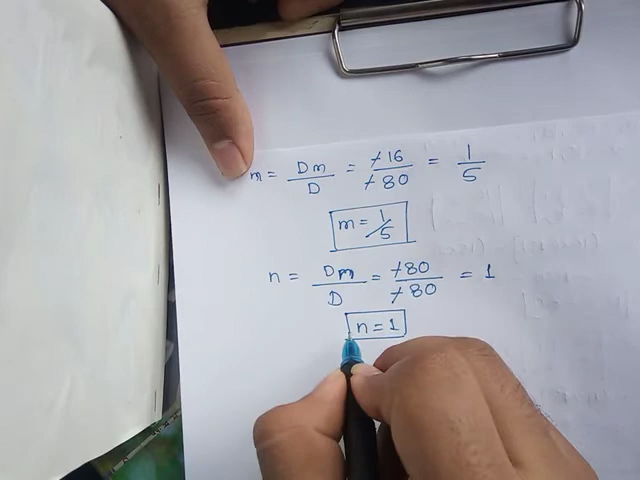 m = Dm/D = -16/-80 = 1/5
m = 1/5
n = Dm/D = -80/-80 = 1
n = 1